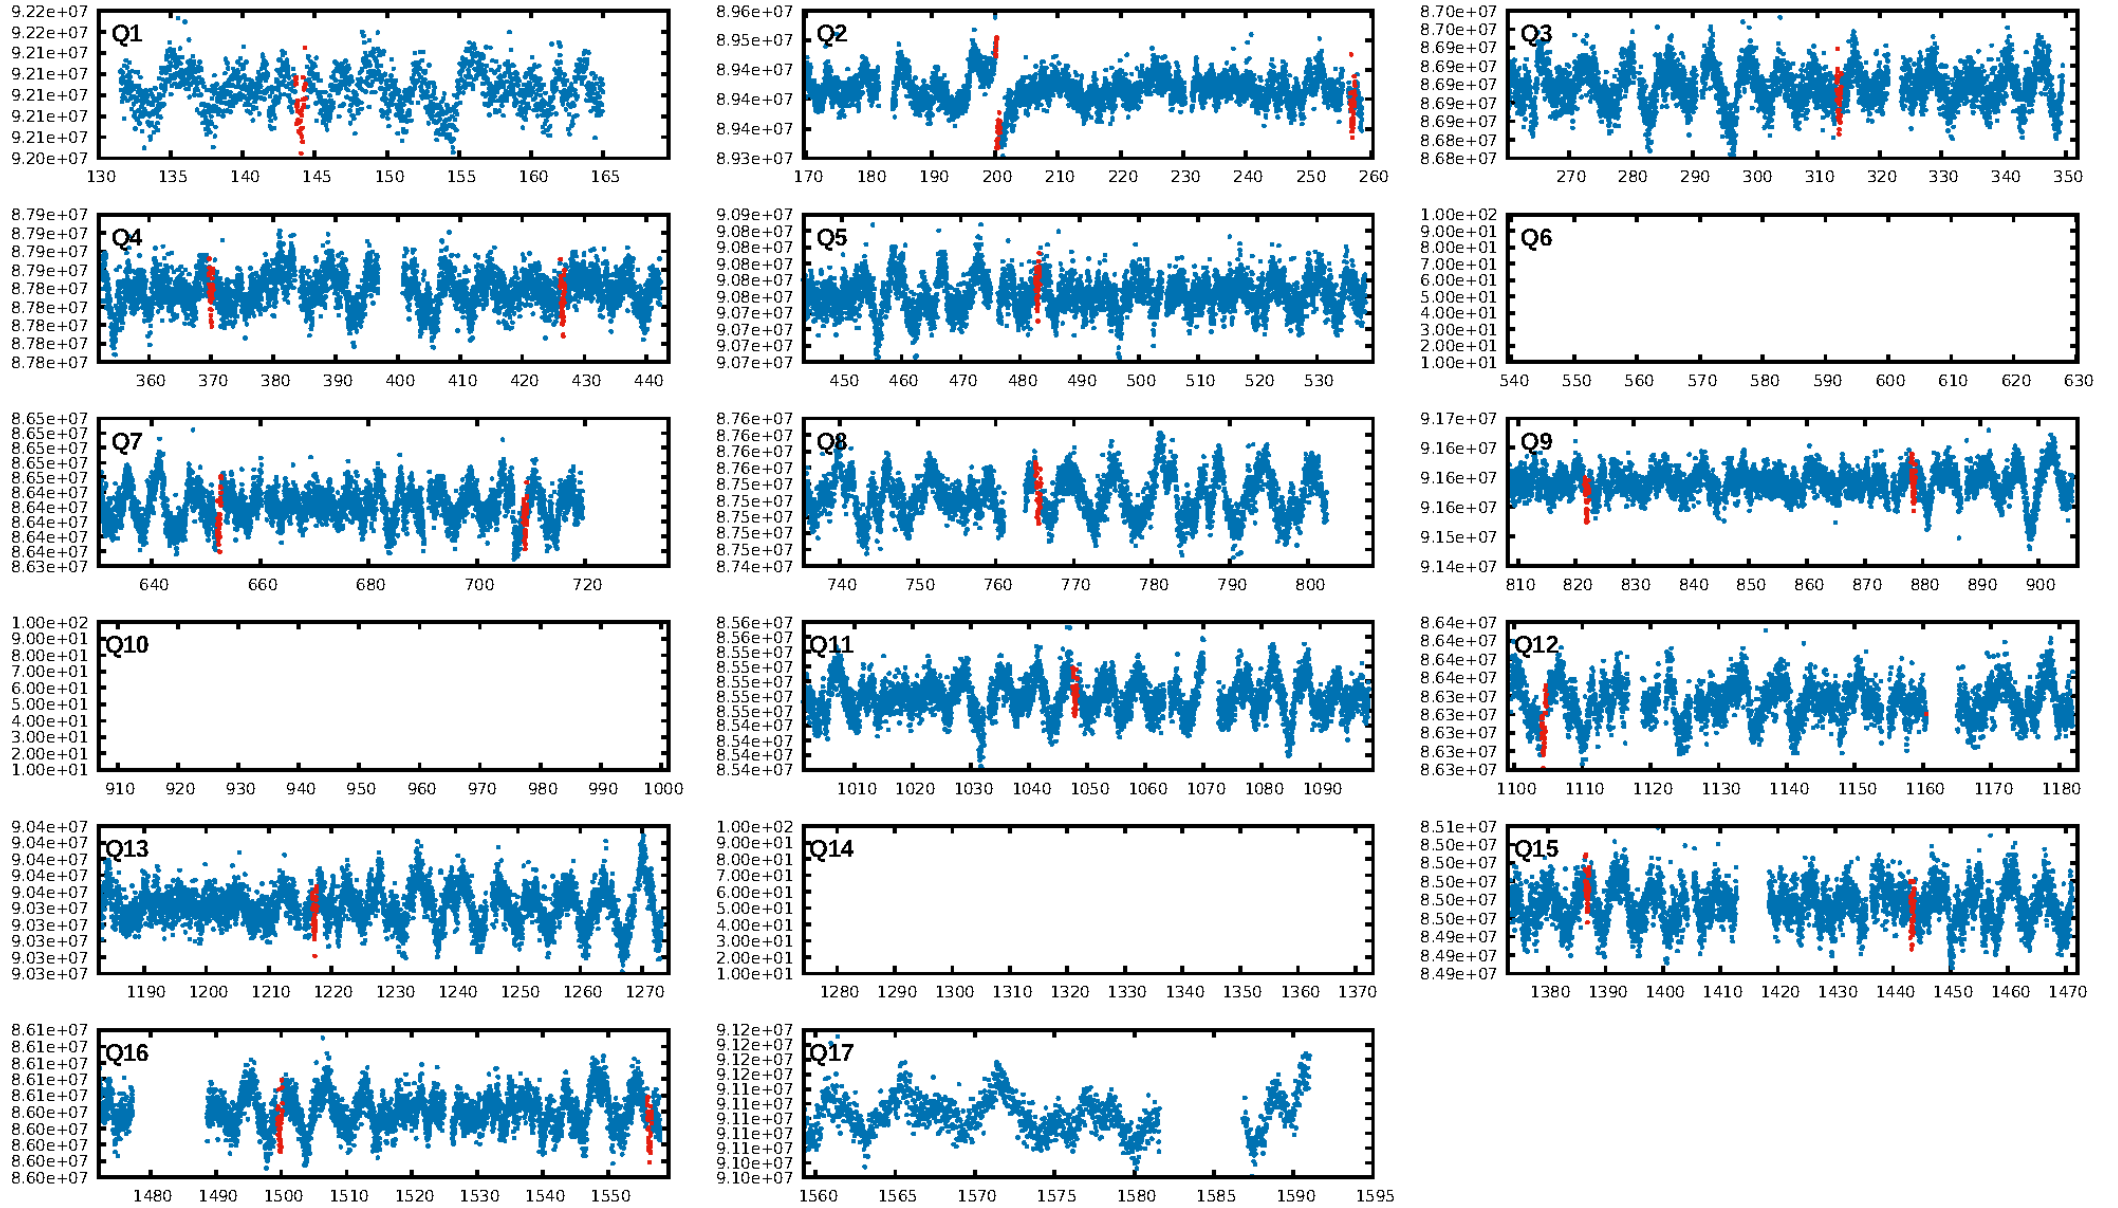 Q1
9.22e+07
9.22e+07
9.21e+07
9.21e+07
9.21e+07
9.21e+07
9.21e+07
9.20e+07
130 135 140 145 150 155 160 165
Q2
8.96e+07
8.95e+07
8.94e+07
8.94e+07
8.94e+07
8.93e+07
170 180 190 200 210 220 230 240 250 260
Q3
8.70e+07
8.70e+07
8.69e+07
8.69e+07
8.69e+07
8.69e+07
8.69e+07
8.68e+07
8.68e+07
270 280 290 300 310 320 330 340 350
Q4
8.79e+07
8.79e+07
8.79e+07
8.79e+07
8.78e+07
8.78e+07
8.78e+07
8.78e+07
8.78e+07
360 370 380 390 400 410 420 430 440
Q5
9.09e+07
9.08e+07
9.08e+07
9.08e+07
9.08e+07
9.08e+07
9.07e+07
9.07e+07
9.07e+07
9.07e+07
450 460 470 480 490 500 510 520 530
Q6
1.00e+02
9.00e+01
8.00e+01
7.00e+01
6.00e+01
5.00e+01
4.00e+01
3.00e+01
2.00e+01
1.00e+01
540 550 560 570 580 590 600 610 620 630
Q7
8.65e+07
8.65e+07
8.65e+07
8.65e+07
8.65e+07
8.64e+07
8.64e+07
8.64e+07
8.64e+07
8.64e+07
8.63e+07
640 660 680 700 720
Q8
8.76e+07
8.76e+07
8.76e+07
8.76e+07
8.75e+07
8.75e+07
8.75e+07
8.75e+07
8.75e+07
8.74e+07
740 750 760 770 780 790 800
Q9
9.17e+07
9.16e+07
9.16e+07
9.16e+07
9.15e+07
9.14e+07
810 820 830 840 850 860 870 880 890 900
Q10
1.00e+02
9.00e+01
8.00e+01
7.00e+01
6.00e+01
5.00e+01
4.00e+01
3.00e+01
2.00e+01
1.00e+01
910 920 930 940 950 960 970 980 990 1000
Q11
8.56e+07
8.56e+07
8.55e+07
8.55e+07
8.55e+07
8.55e+07
8.55e+07
8.55e+07
8.54e+07
8.54e+07
8.54e+07
1010 1020 1030 1040 1050 1060 1070 1080 1090
Q12
8.64e+07
8.64e+07
8.64e+07
8.64e+07
8.63e+07
8.63e+07
8.63e+07
8.63e+07
8.63e+07
1100 1110 1120 1130 1140 1150 1160 1170 1180
Q13
9.04e+07
9.04e+07
9.04e+07
9.04e+07
9.03e+07
9.03e+07
9.03e+07
9.03e+07
9.03e+07
1190 1200 1210 1220 1230 1240 1250 1260 1270
Q14
1.00e+02
9.00e+01
8.00e+01
7.00e+01
6.00e+01
5.00e+01
4.00e+01
3.00e+01
2.00e+01
1.00e+01
1280 1290 1300 1310 1320 1330 1340 1350 1360 1370
Q15
8.51e+07
8.50e+07
8.50e+07
8.50e+07
8.50e+07
8.50e+07
8.49e+07
8.49e+07
8.49e+07
1380 1390 1400 1410 1420 1430 1440 1450 1460 1470
Q16
8.61e+07
8.61e+07
8.61e+07
8.61e+07
8.61e+07
8.60e+07
8.60e+07
8.60e+07
8.60e+07
8.60e+07
1480 1490 1500 1510 1520 1530 1540 1550
Q17
9.12e+07
9.12e+07
9.12e+07
9.11e+07
9.11e+07
9.11e+07
9.11e+07
9.11e+07
9.10e+07
9.10e+07
1560 1565 1570 1575 1580 1585 1590 1595